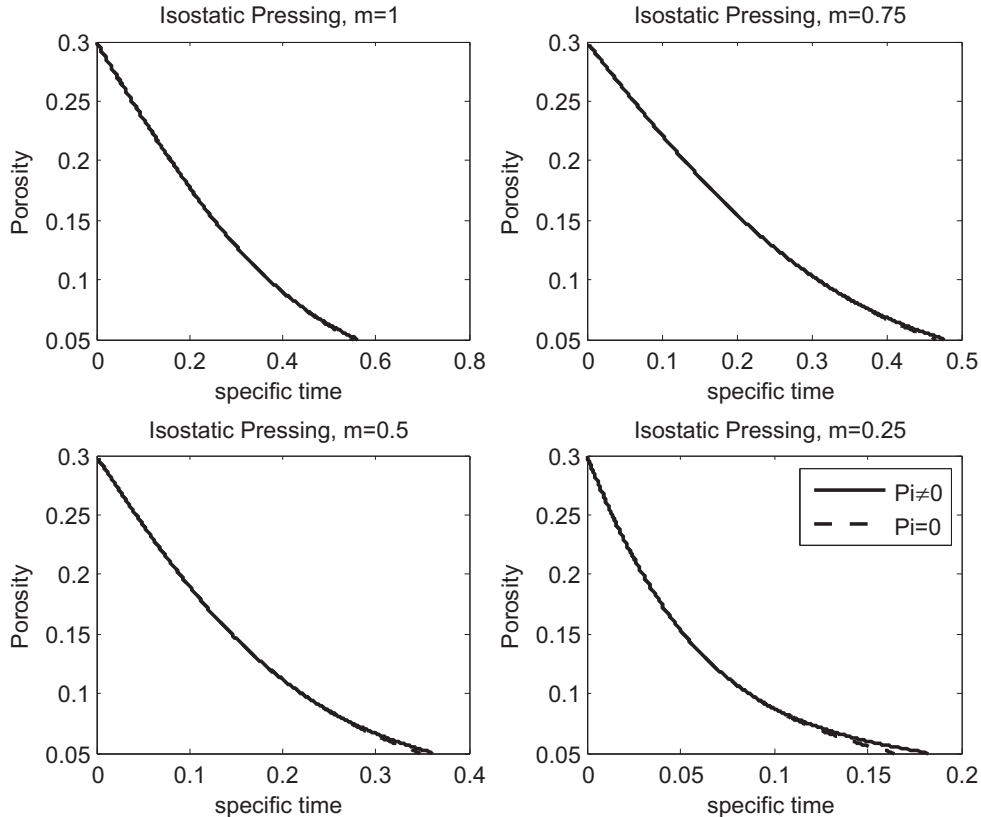 Isostatic Pressing, m=1
0.3
0.25
0.2
0.15
0.1
0.05
Porosity
0 0.2 0.4 0.6 0.8
specific time
Isostatic Pressing, m=0.75
0.3
0.25
0.2
0.15
0.1
0.05
Porosity
0 0.1 0.2 0.3 0.4 0.5
specific time
Isostatic Pressing, m=0.5
0.3
0.25
0.2
0.15
0.1
0.05
Porosity
0 0.1 0.2 0.3 0.4
specific time
Isostatic Pressing, m=0.25
0.3
0.25
0.2
0.15
0.1
0.05
Porosity
Pi≠0
Pi=0
0 0.05 0.1 0.15 0.2
specific time